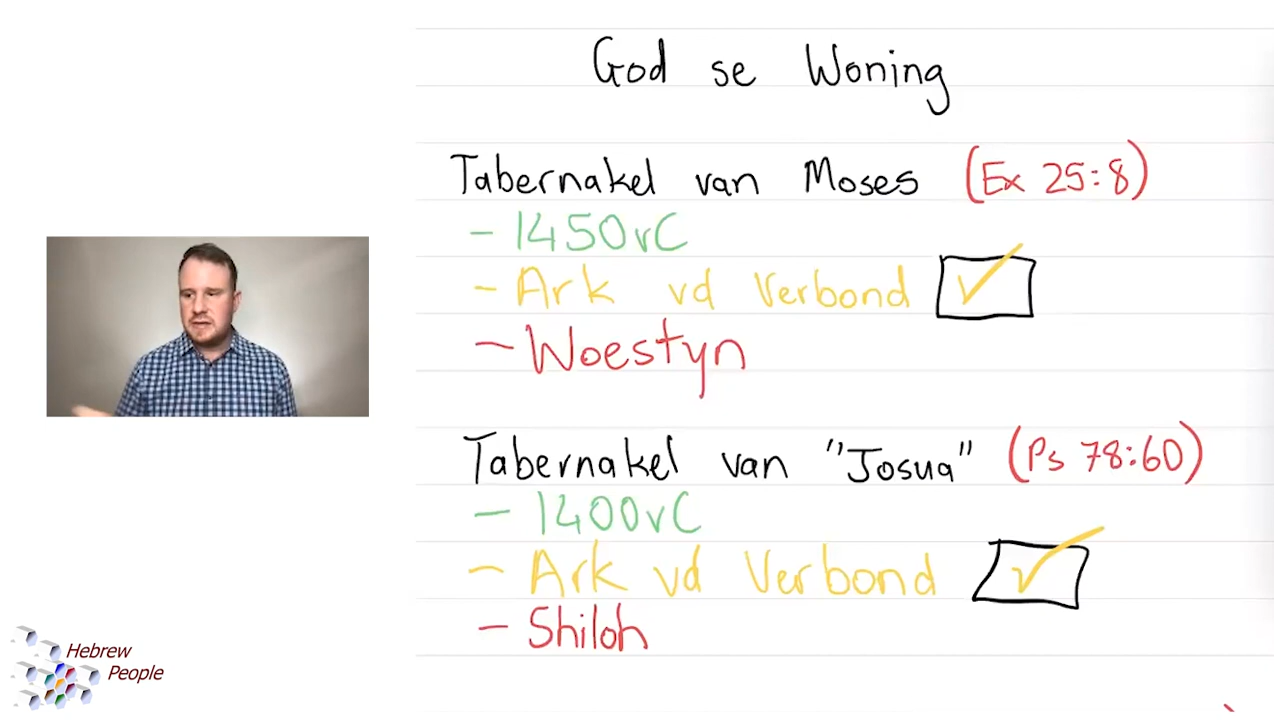 God se Woning
Tabernakel van Moses (Ex 25:8)
- 1450vC
- Ark vd Verbond
- Woestyn
Tabernakel van "Josua" (Ps 78:60)
- 1400vC
- Ark vd Verbond
- Shiloh
Hebrew
People